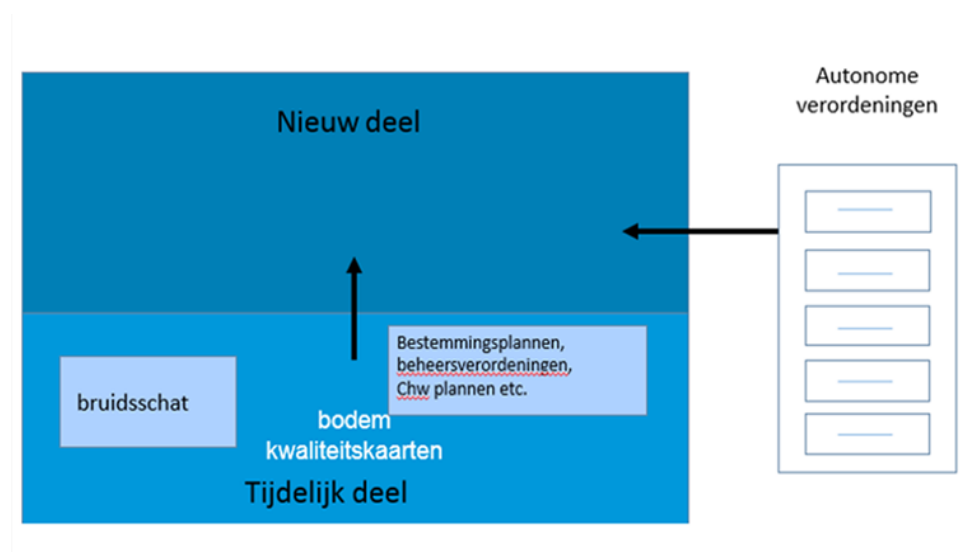 Autonome
verordeningen
Nieuw deel
Bestemmingsplannen,
beheersverordeningen,
Chw plannen etc.
bruidsschat
bodem
kwaliteitskaarten
Tijdelijk deel